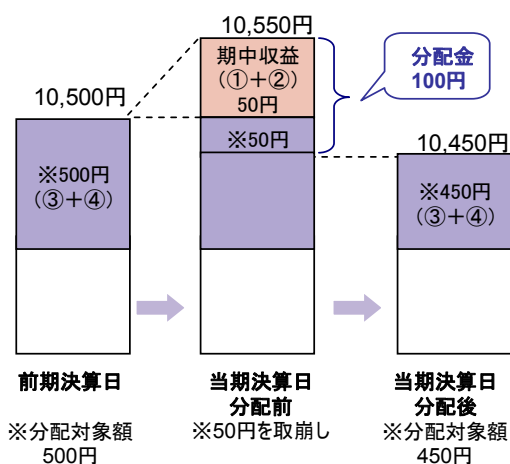 10,550円
期中収益
(①+②)
50円
分配金
100円
10,500円
※50円
10,450円
※500円
(③+④)
※450円
(③+④)
前期決算日
※分配対象額
500円
当期決算日
分配前
※50円を取崩し
当期決算日
分配後
※分配対象額
450円